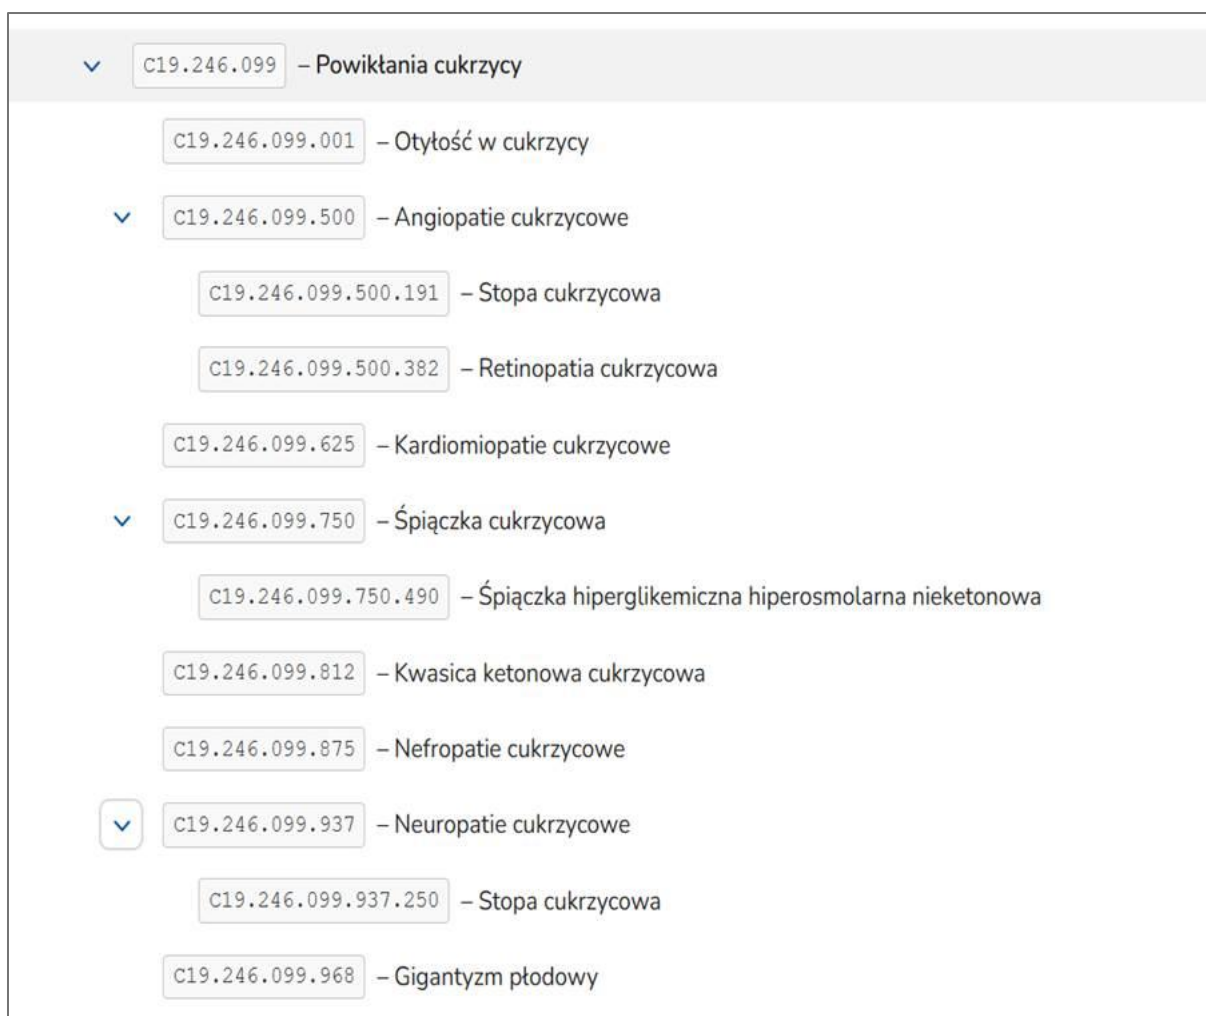 C19.246.099 – Powikłania cukrzycy
C19.246.099.001 – Otyłość w cukrzycy
C19.246.099.500 – Angiopatie cukrzycowe
C19.246.099.500.191 – Stopa cukrzycowa
C19.246.099.500.382 – Retinopatia cukrzycowa
C19.246.099.625 – Kardiomiopatie cukrzycowe
C19.246.099.750 – Śpiączka cukrzycowa
C19.246.099.750.490 – Śpiączka hiperglikemiczna hiperosmolarna nieketonowa
C19.246.099.812 – Kwasica ketonowa cukrzycowa
C19.246.099.875 – Nefropatie cukrzycowe
C19.246.099.937 – Neuropatie cukrzycowe
C19.246.099.937.250 – Stopa cukrzycowa
C19.246.099.968 – Gigantyzm płodowy